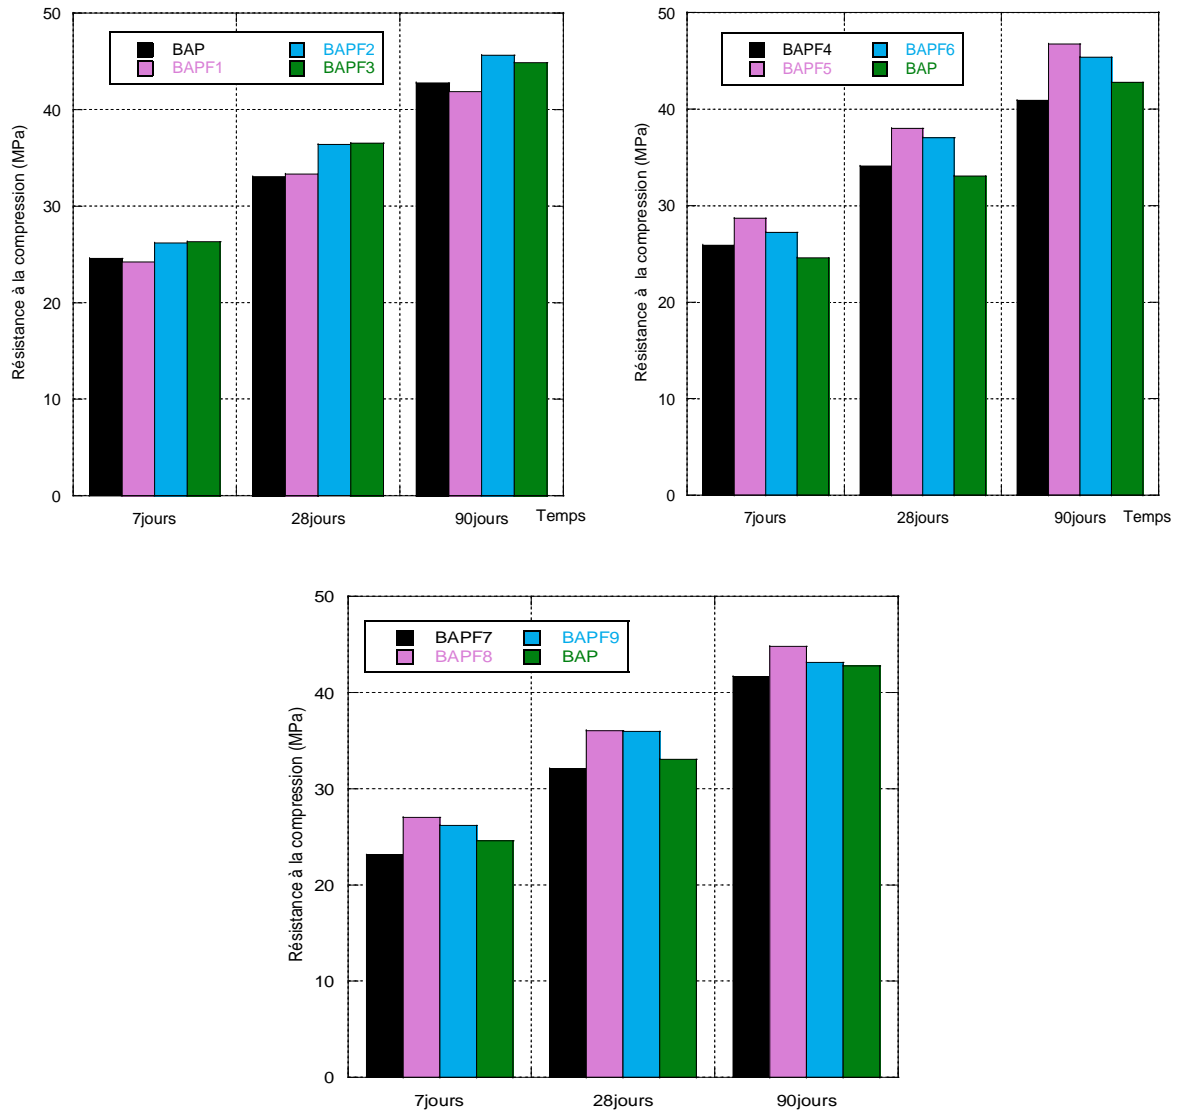 50
40
30
20
10
0
Résistance à la compression (MPa)
BAP
BAPF2
BAPF1
BAPF3
7jours
28jours
90jours
Temps
50
40
30
20
10
0
Résistance à la compression (MPa)
BAPF4
BAPF6
BAPF5
BAP
7jours
28jours
90jours
Temps
50
40
30
20
10
0
Résistance à la compression (MPa)
BAPF7
BAPF9
BAPF8
BAP
7jours
28jours
90jours